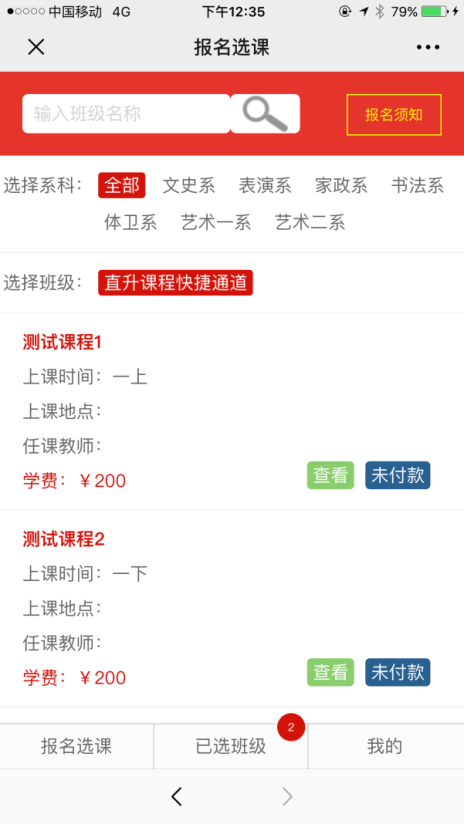 中国移动 4G 下午12:35 79%
报名选课
输入班级名称 报名须知
选择系科： 全部 文史系 表演系 家政系 书法系
体卫系 艺术一系 艺术二系
选择班级： 直升课程快捷通道
测试课程1
上课时间：一上
上课地点：
任课教师：
学费：￥200 查看 未付款
测试课程2
上课时间：一下
上课地点：
任课教师：
学费：￥200 查看 未付款
报名选课 已选班级 2 我的